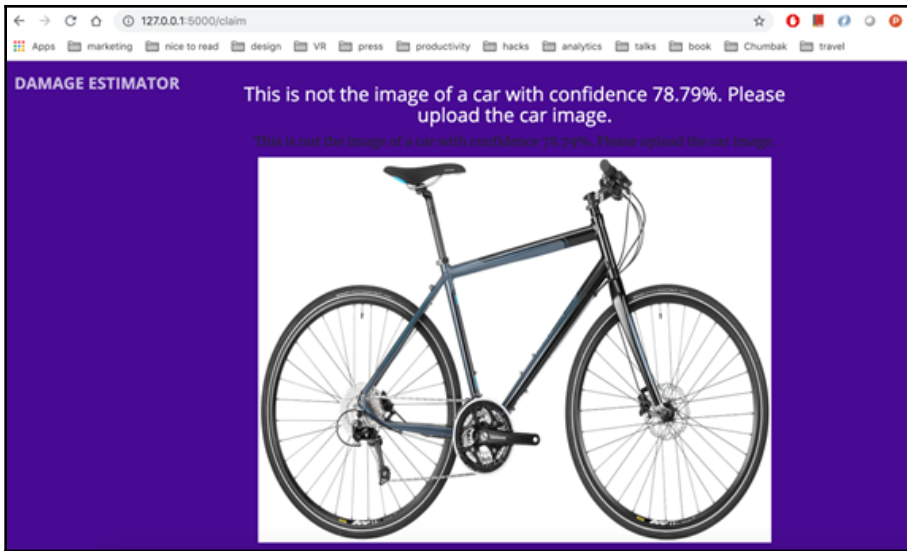 127.0.0.1:5000/claim
Apps marketing nice to read design VR press productivity hacks analytics talks book Chumbak travel
DAMAGE ESTIMATOR
This is not the image of a car with confidence 78.79%. Please
upload the car image.
This is not the image of a car with confidence 78.79%. Please upload the car image.